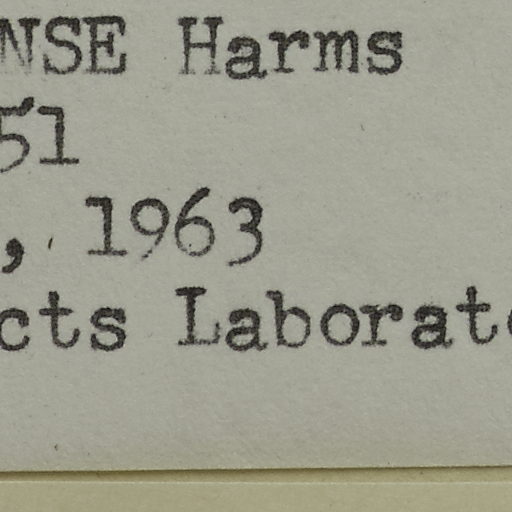 NSE Harms
51
, 1963
cts Laborat